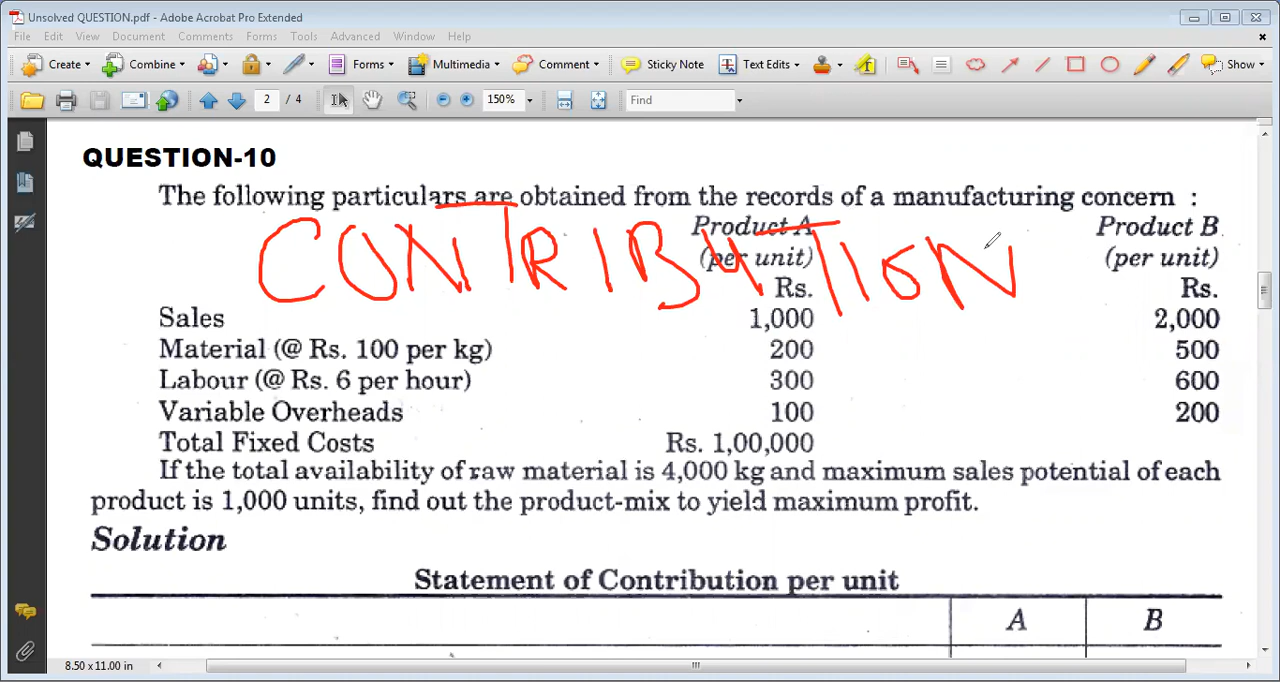 Unsolved QUESTION.pdf - Adobe Acrobat Pro Extended
File Edit View Document Comments Forms Tools Advanced Window Help
Create Combine Forms Multimedia Comment Sticky Note Text Edits Show
2 / 4 150% Find
QUESTION-10
The following particulars are obtained from the records of a manufacturing concern :
CONTRIBUTION
Product A Product B
(per unit) (per unit)
Rs. Rs.
Sales 1,000 2,000
Material (@ Rs. 100 per kg) 200 500
Labour (@ Rs. 6 per hour) 300 600
Variable Overheads 100 200
Total Fixed Costs Rs. 1,00,000
If the total availability of raw material is 4,000 kg and maximum sales potential of each
product is 1,000 units, find out the product-mix to yield maximum profit.
Solution
Statement of Contribution per unit
A B
8.50 x 11.00 in